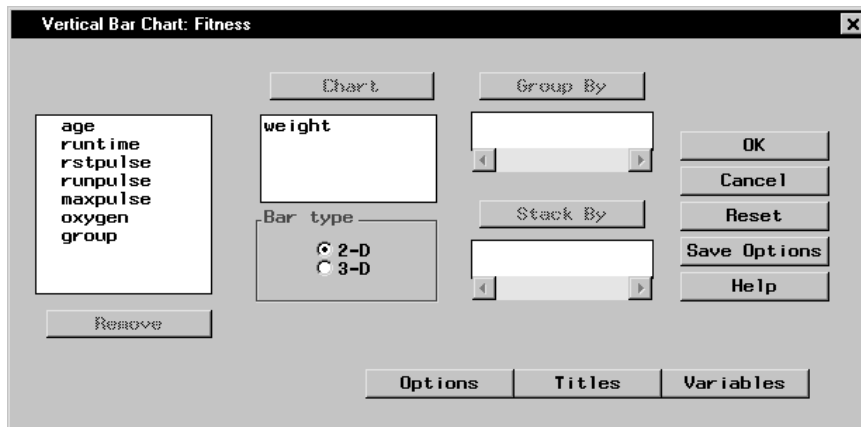 Vertical Bar Chart: Fitness
Chart
Group By
age
runtime
rstpulse
runpulse
maxpulse
oxygen
group
weight
Bar type
2-D
3-D
Stack By
OK
Cancel
Reset
Save Options
Help
Remove
Options
Titles
Variables